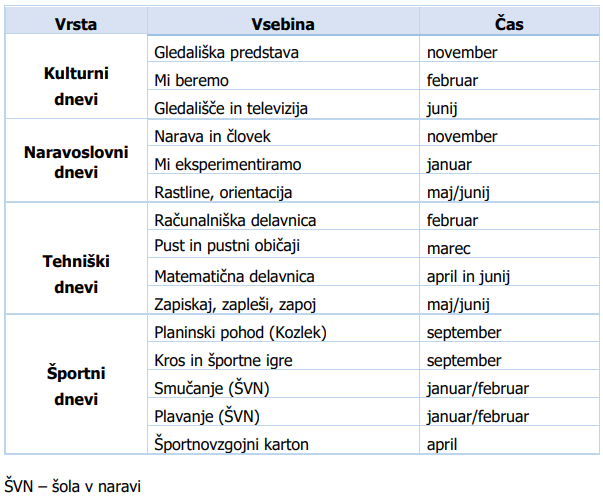 Vrsta Vsebina Čas
Kulturni dnevi
Gledališka predstava november
Mi beremo februar
Gledališče in televizija junij
Naravoslovni dnevi
Narava in človek november
Mi eksperimentiramo januar
Rastline, orientacija maj/junij
Tehniški dnevi
Računalniška delavnica februar
Pust in pustni običaji marec
Matematična delavnica april in junij
Zapiskaj, zapleši, zapoj maj/junij
Športni dnevi
Planinski pohod (Kozlek) september
Kros in športne igre september
Smučanje (ŠVN) januar/februar
Plavanje (ŠVN) januar/februar
Športnovzgojni karton april
ŠVN – šola v naravi